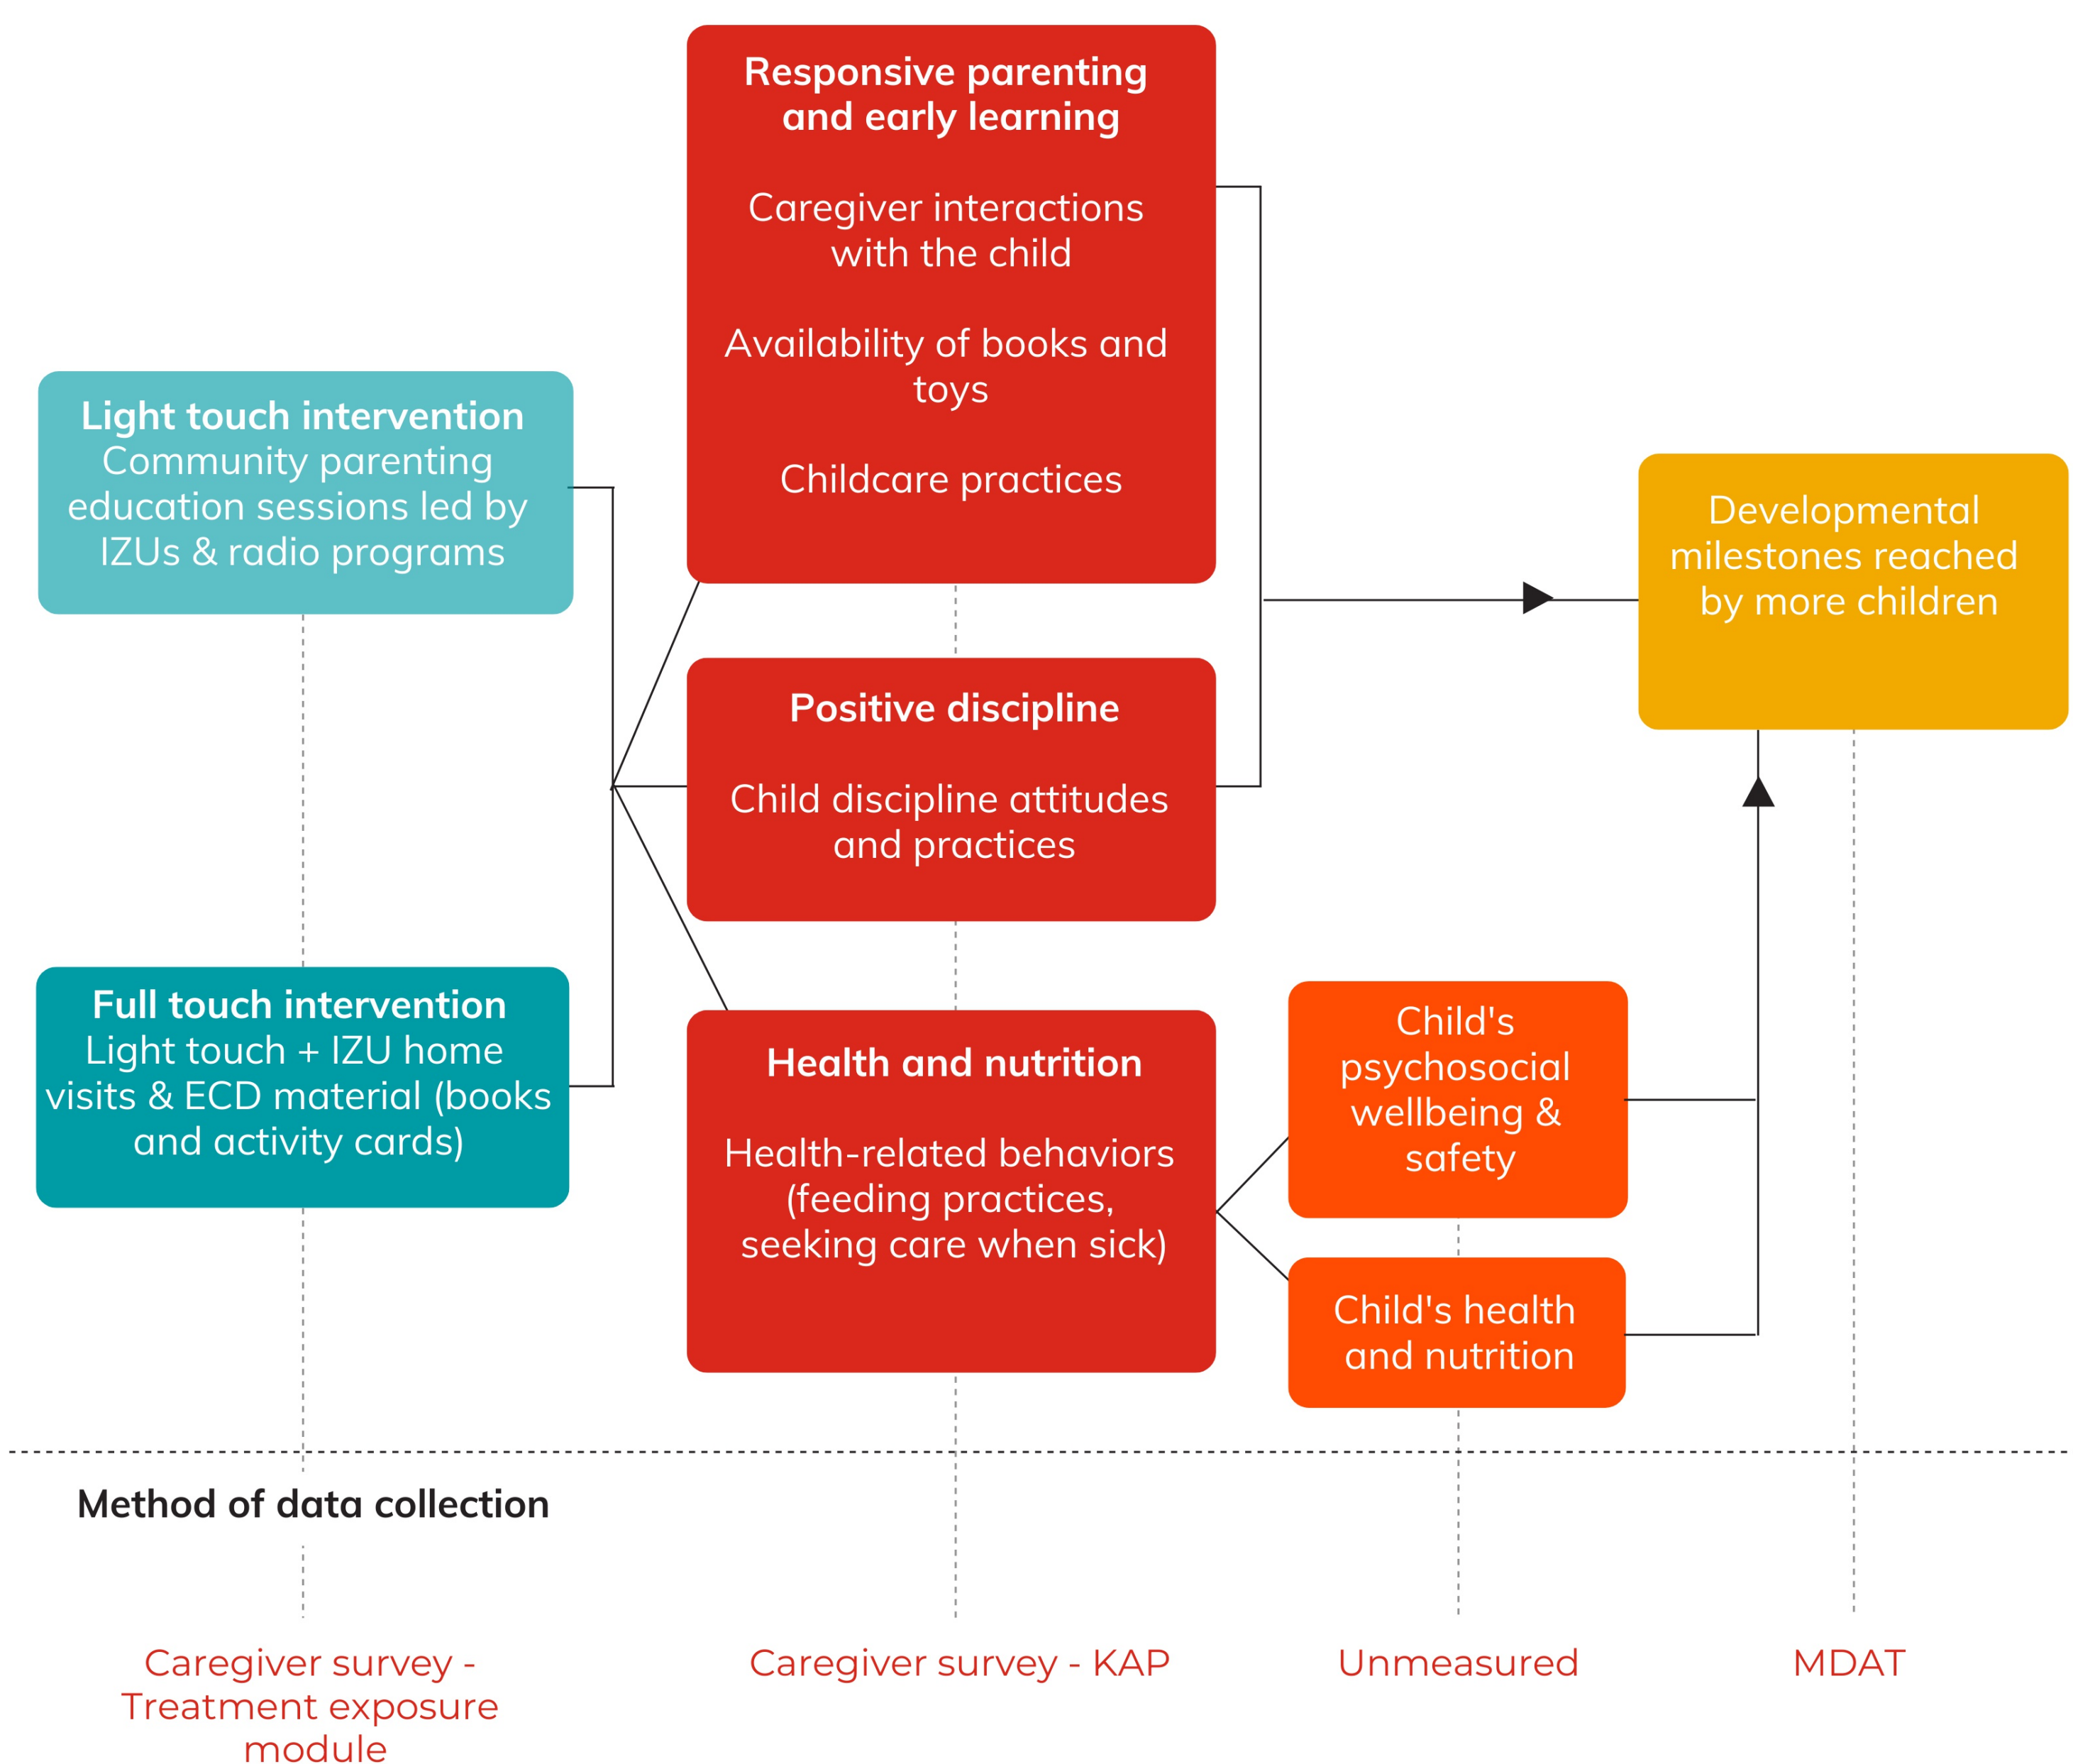 Responsive parenting
and early learning
Caregiver interactions
with the child
Availability of books and
toys
Childcare practices
Light touch intervention
Community parenting
education sessions led by
IZUs & radio programs
Developmental
milestones reached
by more children
Positive discipline
Child discipline attitudes
and practices
Full touch intervention
Light touch + IZU home
visits & ECD material (books
and activity cards)
Health and nutrition
Health-related behaviors
(feeding practices,
seeking care when sick)
Child's
psychosocial
wellbeing &
safety
Child's health
and nutrition
Method of data collection
Caregiver survey -
Treatment exposure
module
Caregiver survey - KAP
Unmeasured
MDAT